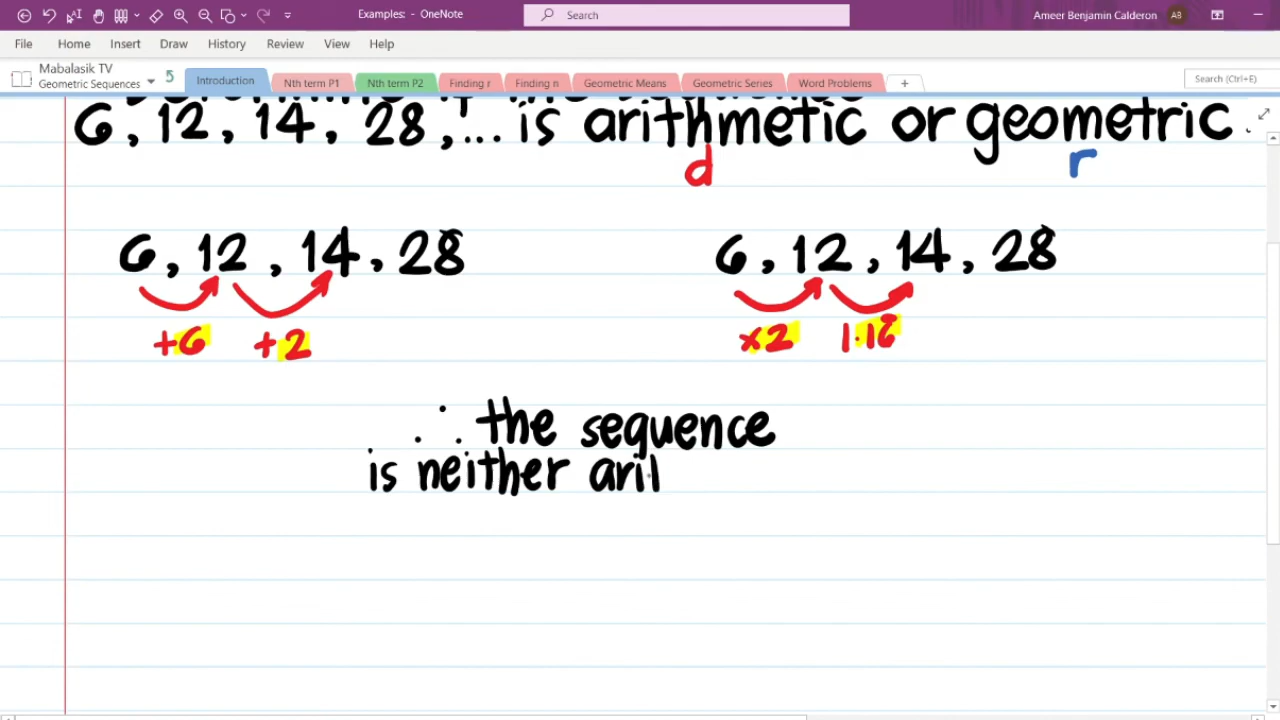 Examples: - OneNote
Search
Ameer Benjamin Calderon
AB
File Home Insert Draw History Review View Help
Mabalasik TV
Geometric Sequences
Introduction
Nth term P1
Nth term P2
Finding r
Finding n
Geometric Means
Geometric Series
Word Problems
+
Search (Ctrl+E)
6, 12, 14, 28, ... is arithmetic or geometric.
d
r
6, 12, 14, 28
+6 +2
6, 12, 14, 28
×2 1.16
∴ the sequence
is neither